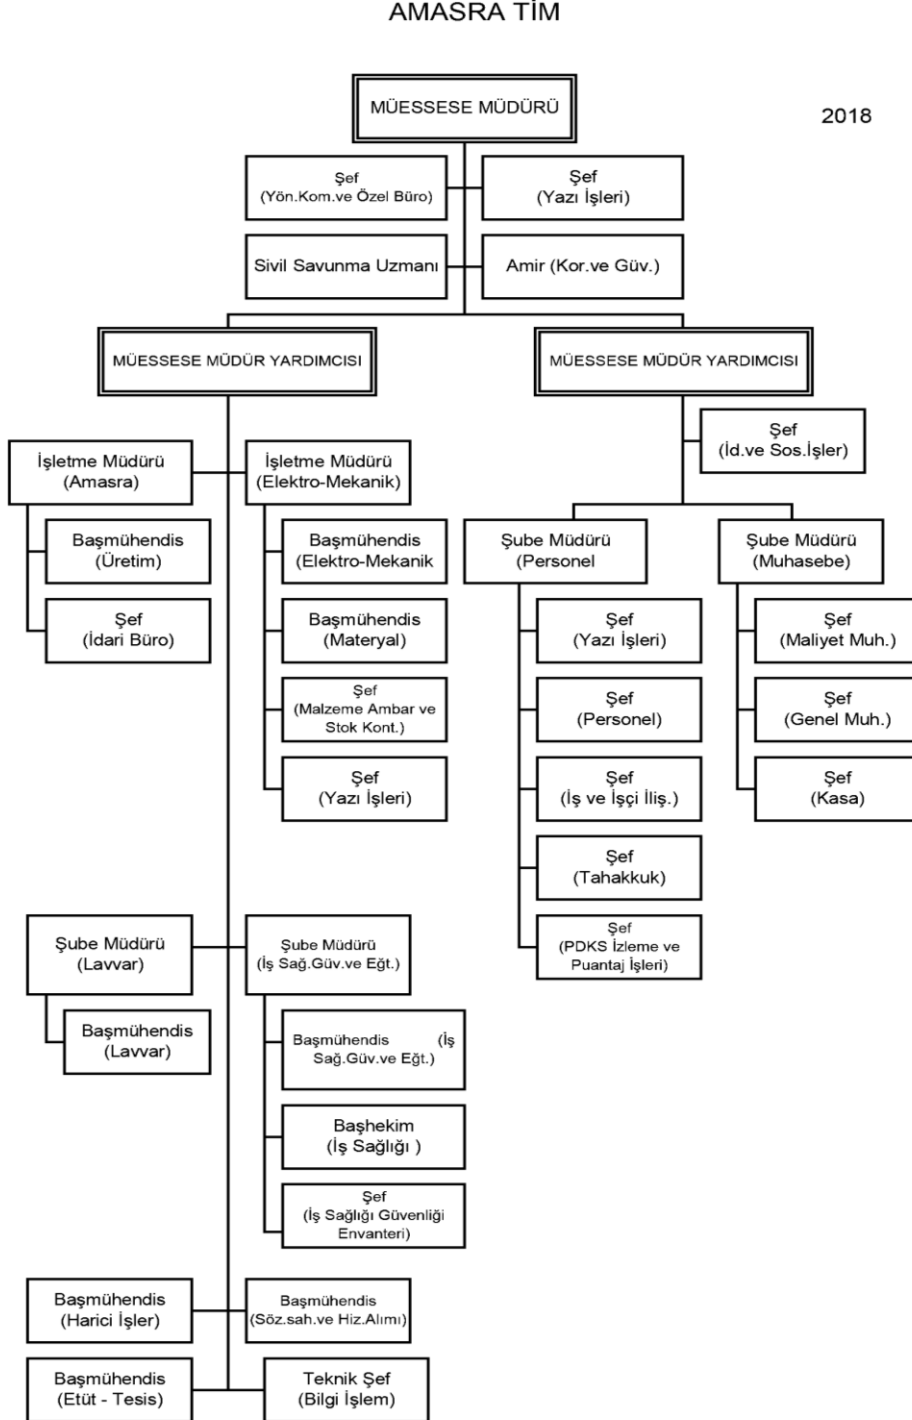 AMASRA TİM
MÜESSESE MÜDÜRÜ
2018
Şef
(Yön.Kom.ve Özel Büro)
Şef
(Yazı İşleri)
Sivil Savunma Uzmanı
Amir (Kor.ve Güv.)
MÜESSESE MÜDÜR YARDIMCISI
MÜESSESE MÜDÜR YARDIMCISI
İşletme Müdürü
(Amasra)
Başmühendis
(Üretim)
Şef
(İdari Büro)
İşletme Müdürü
(Elektro-Mekanik)
Başmühendis
(Elektro-Mekanik
Başmühendis
(Materyal)
Şef
(Malzeme Ambar ve
Stok Kont.)
Şef
(Yazı İşleri)
Şube Müdürü
(Lavvar)
Başmühendis
(Lavvar)
Şube Müdürü
(İş Sağ.Güv.ve Eğt.)
Başmühendis (İş
Sağ.Güv.ve Eğt.)
Başhekim
(İş Sağlığı )
Şef
(İş Sağlığı Güvenliği
Envanteri)
Başmühendis
(Harici İşler)
Başmühendis
(Söz.sah.ve Hiz.Alımı)
Başmühendis
(Etüt - Tesis)
Teknik Şef
(Bilgi İşlem)
Şef
(İd.ve Sos.İşler)
Şube Müdürü
(Personel
Şef
(Yazı İşleri)
Şef
(Personel)
Şef
(İş ve İşçi İliş.)
Şef
(Tahakkuk)
Şef
(PDKS İzleme ve
Puantaj İşleri)
Şube Müdürü
(Muhasebe)
Şef
(Maliyet Muh.)
Şef
(Genel Muh.)
Şef
(Kasa)